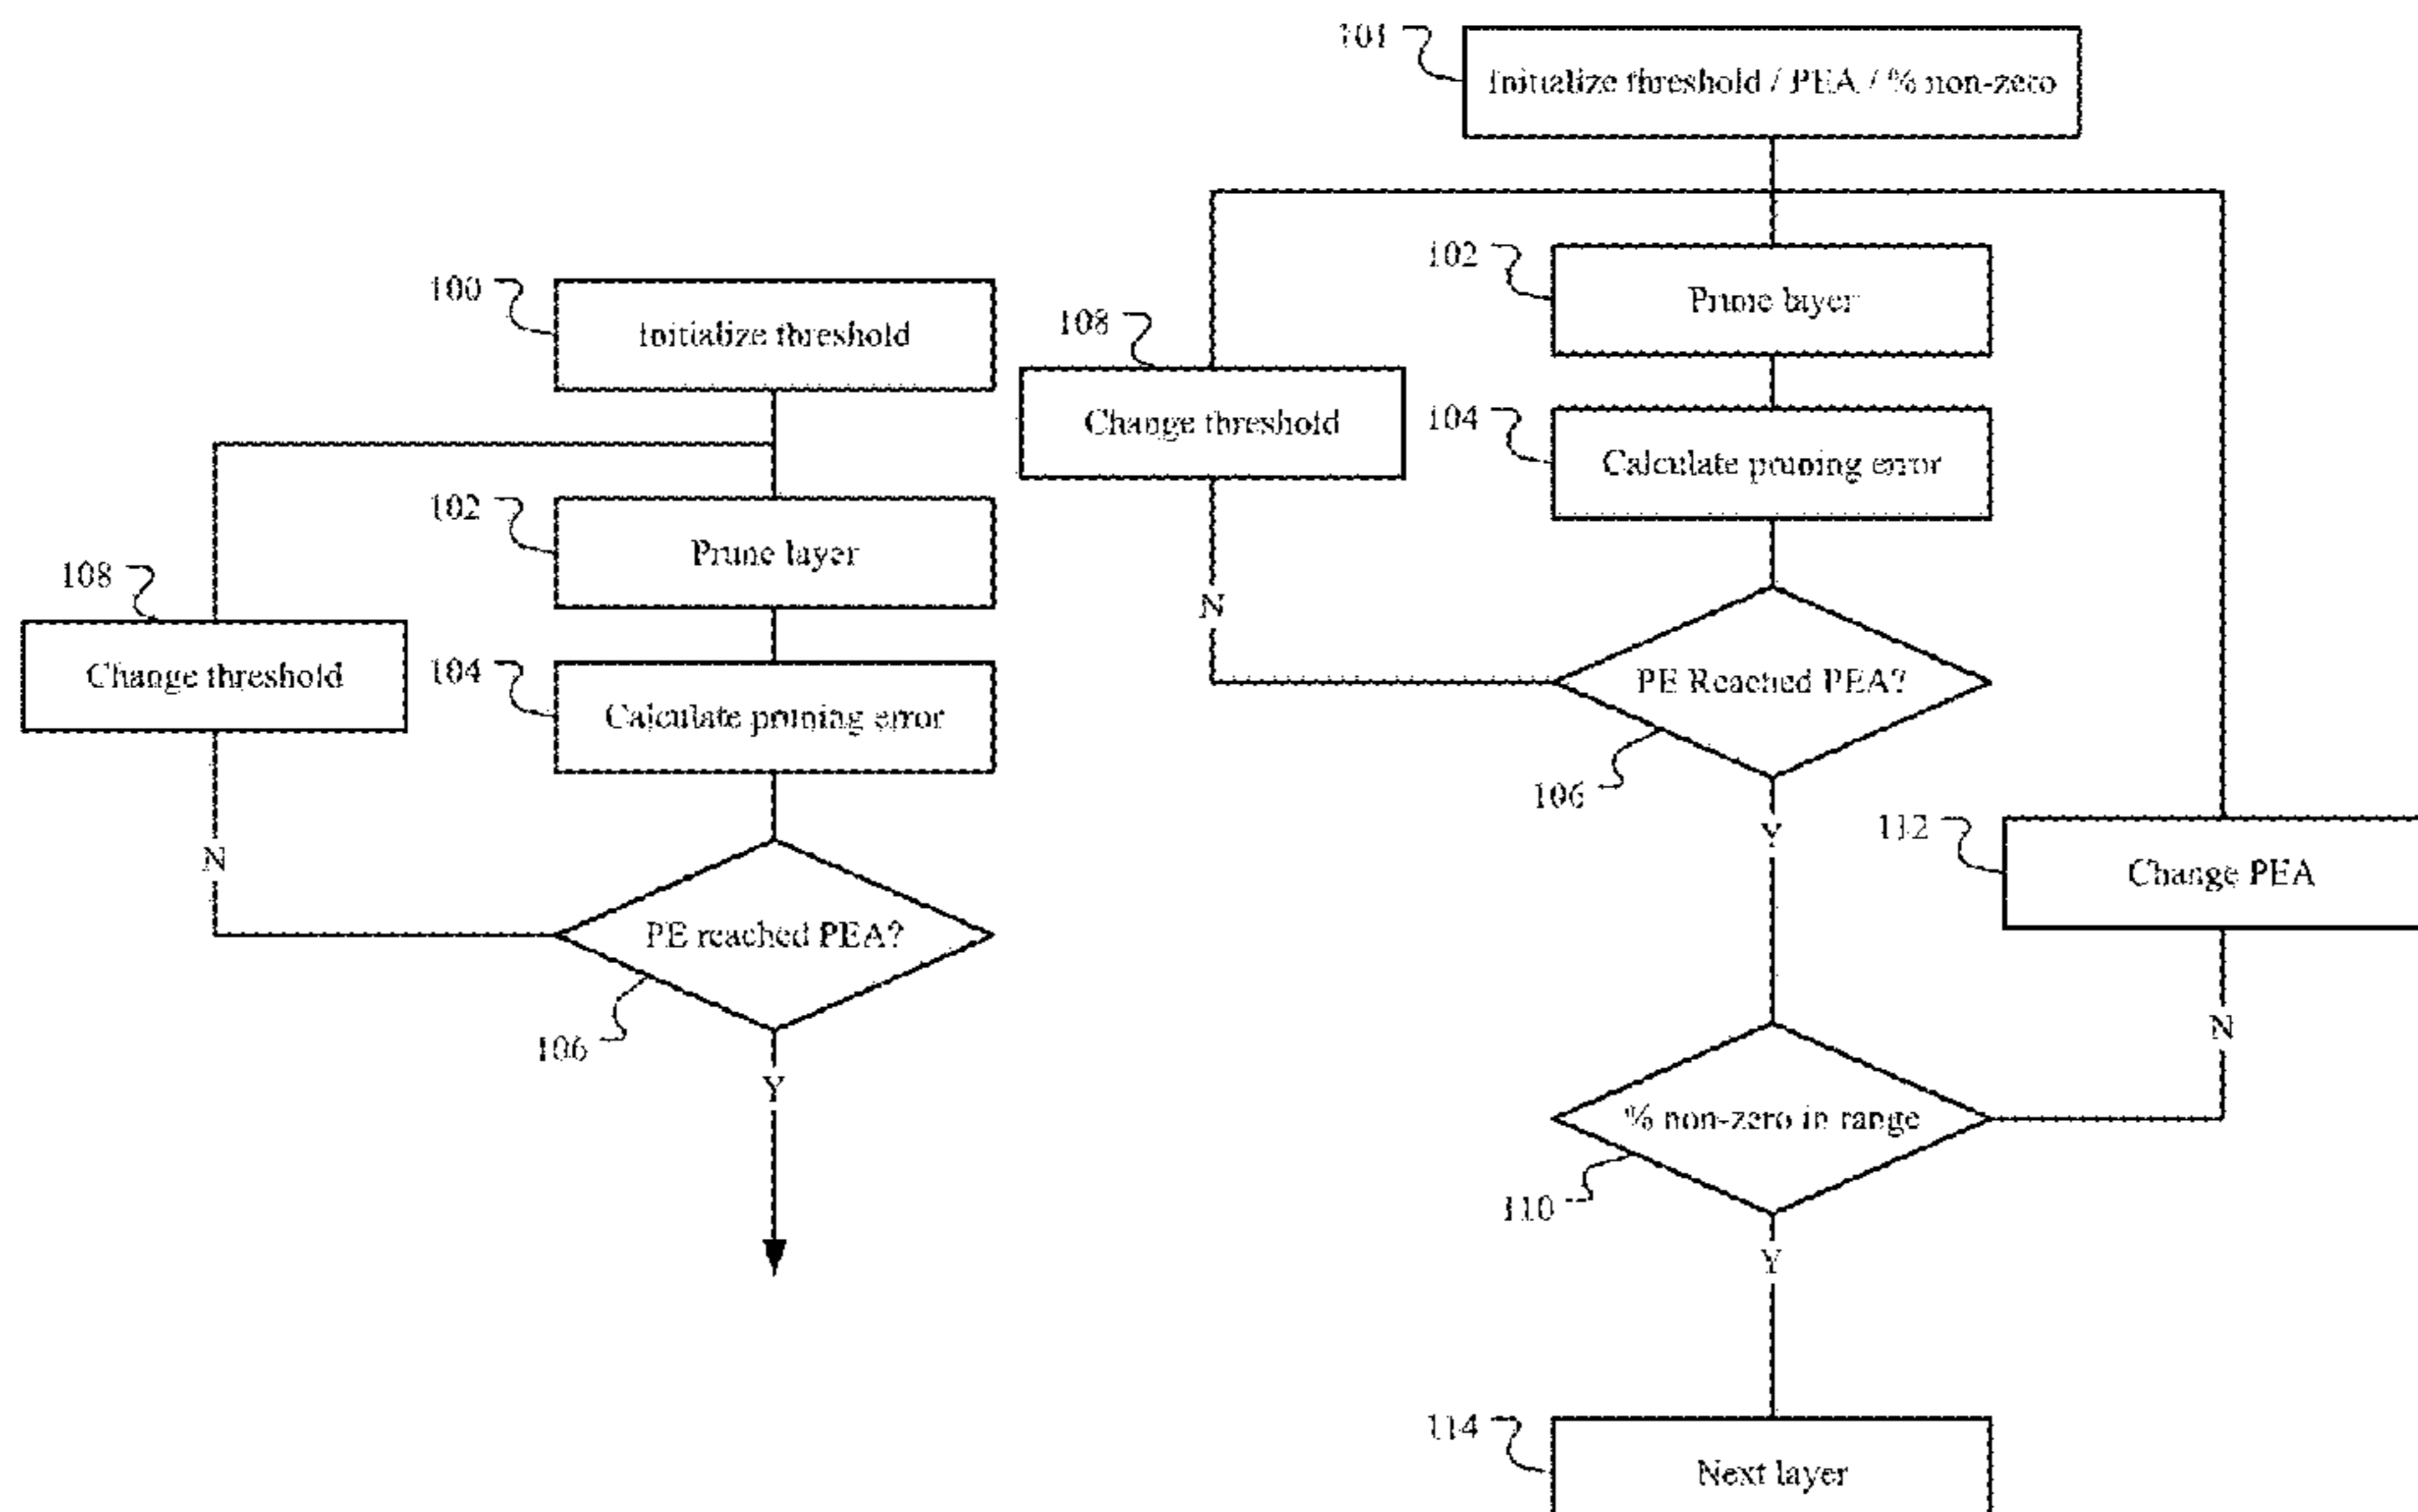 100
Initialize threshold
102
Prune layer
108
Change threshold
104
Calculate pruning error
N
PE reached PEA?
106
Y
101
Initialize threshold / PEA / % non-zero
102
Prune layer
108
Change threshold
104
Calculate pruning error
N
PE Reached PEA?
106
Y
112
Change PEA
N
% non-zero in range
110
Y
114
Next layer